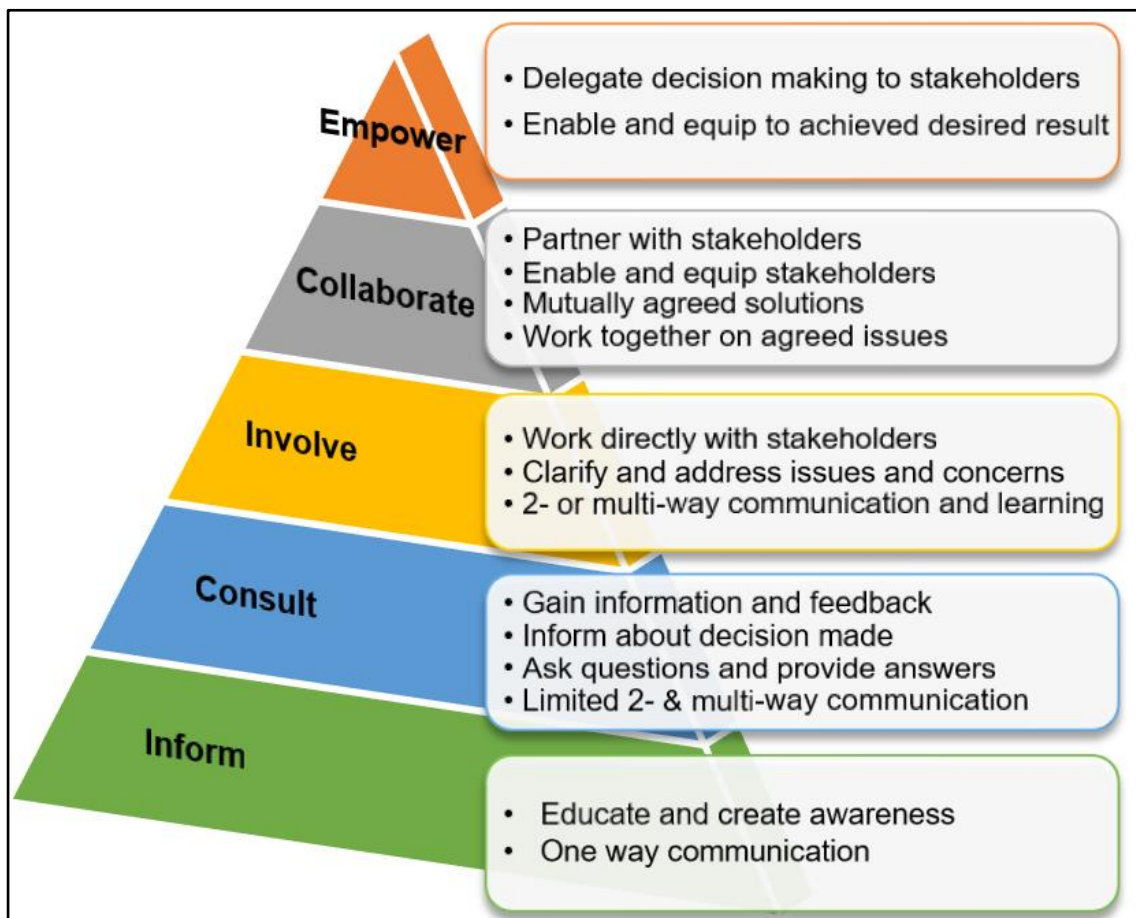 Empower
• Delegate decision making to stakeholders
• Enable and equip to achieved desired result
Collaborate
• Partner with stakeholders
• Enable and equip stakeholders
• Mutually agreed solutions
• Work together on agreed issues
Involve
• Work directly with stakeholders
• Clarify and address issues and concerns
• 2- or multi-way communication and learning
Consult
• Gain information and feedback
• Inform about decision made
• Ask questions and provide answers
• Limited 2- & multi-way communication
Inform
• Educate and create awareness
• One way communication